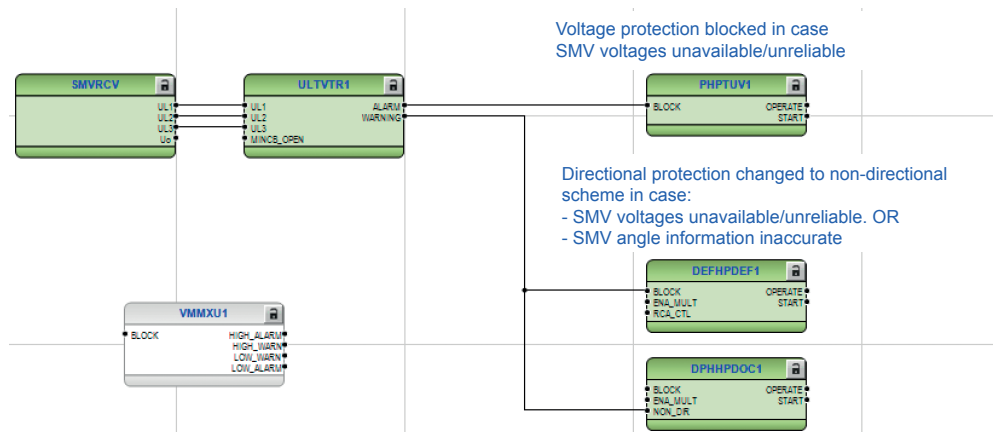 Voltage protection blocked in case
SMV voltages unavailable/unreliable
SMVRCV
UL1
UL2
UL3
Uo
ULTVTR1
UL1
UL2
UL3
MINCB_OPEN
ALARM
WARNING
PHPTUV1
BLOCK
OPERATE
START
Directional protection changed to non-directional
scheme in case:
- SMV voltages unavailable/unreliable. OR
- SMV angle information inaccurate
DEFHPDEF1
BLOCK
ENA_MULT
RCA_CTL
OPERATE
START
VMMXU1
BLOCK
HIGH_ALARM
HIGH_WARN
LOW_WARN
LOW_ALARM
DPHHPDOC1
BLOCK
ENA_MULT
NON_DIR
OPERATE
START